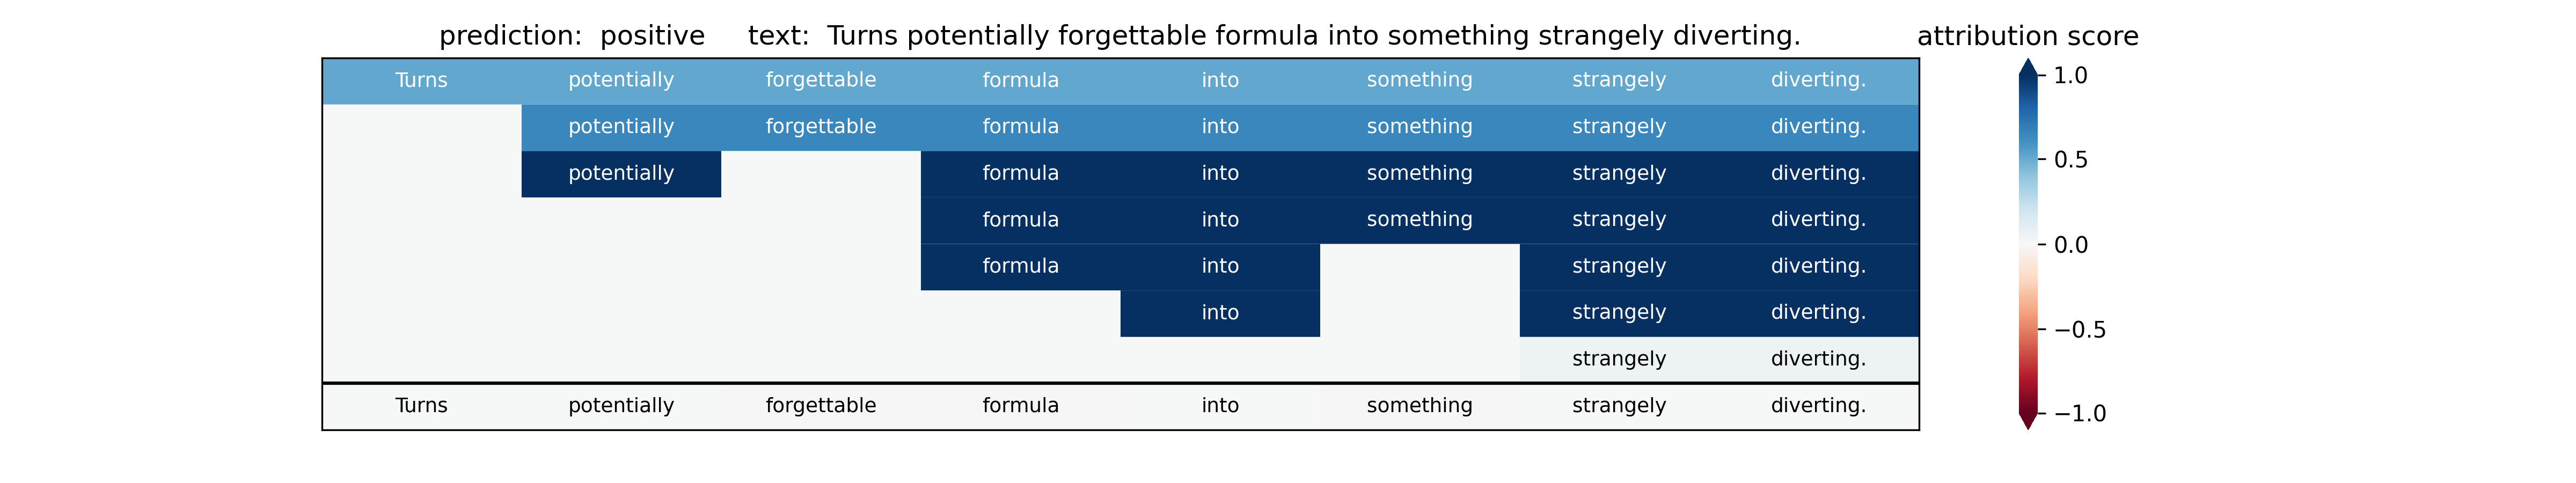 prediction:  positive     text:  Turns potentially forgettable formula into something strangely diverting.
attribution score
Turns potentially forgettable formula into something strangely diverting.
potentially forgettable formula into something strangely diverting.
potentially formula into something strangely diverting.
formula into something strangely diverting.
formula into strangely diverting.
into strangely diverting.
strangely diverting.
Turns potentially forgettable formula into something strangely diverting.
1.0
0.5
0.0
−0.5
−1.0